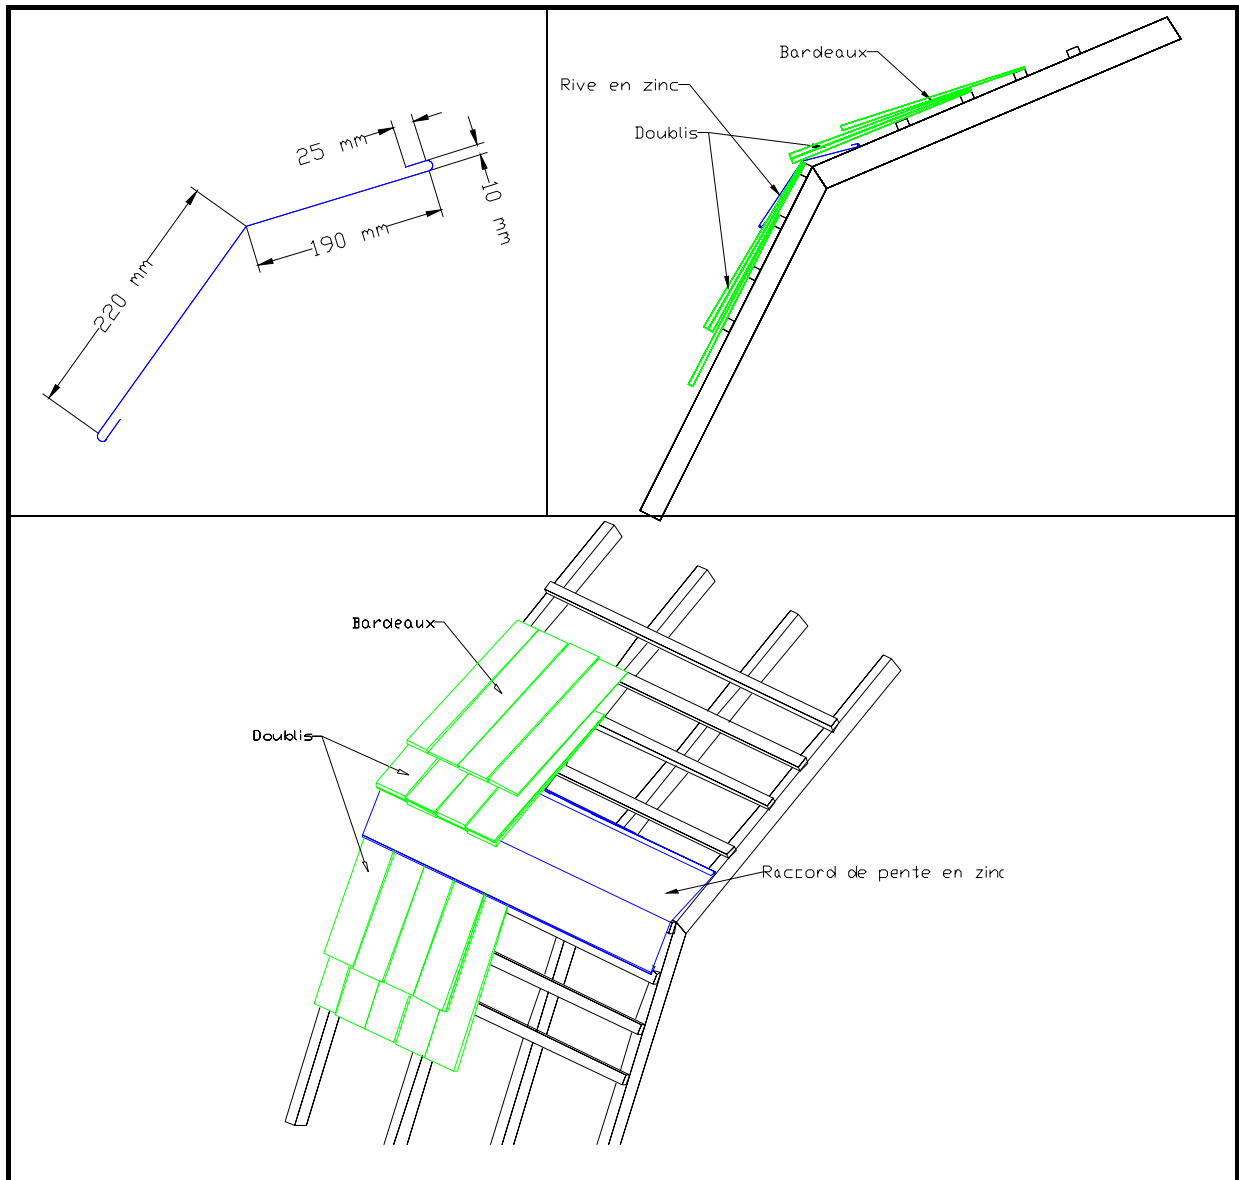 25 mm
10 mm
190 mm
220 mm
Bardeaux
Rive en zinc
Doublis
Bardeaux
Doublis
Raccord de pente en zinc